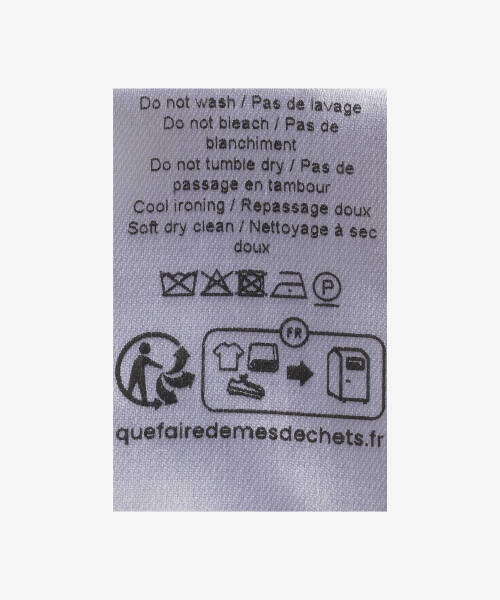 Do not wash / Pas de lavage
Do not bleach / Pas de
blanchiment
Do not tumble dry / Pas de
passage en tambour
Cool ironing / Repassage doux
Soft dry clean / Nettoyage à sec
doux
P
FR
quefairedemesdechets.fr